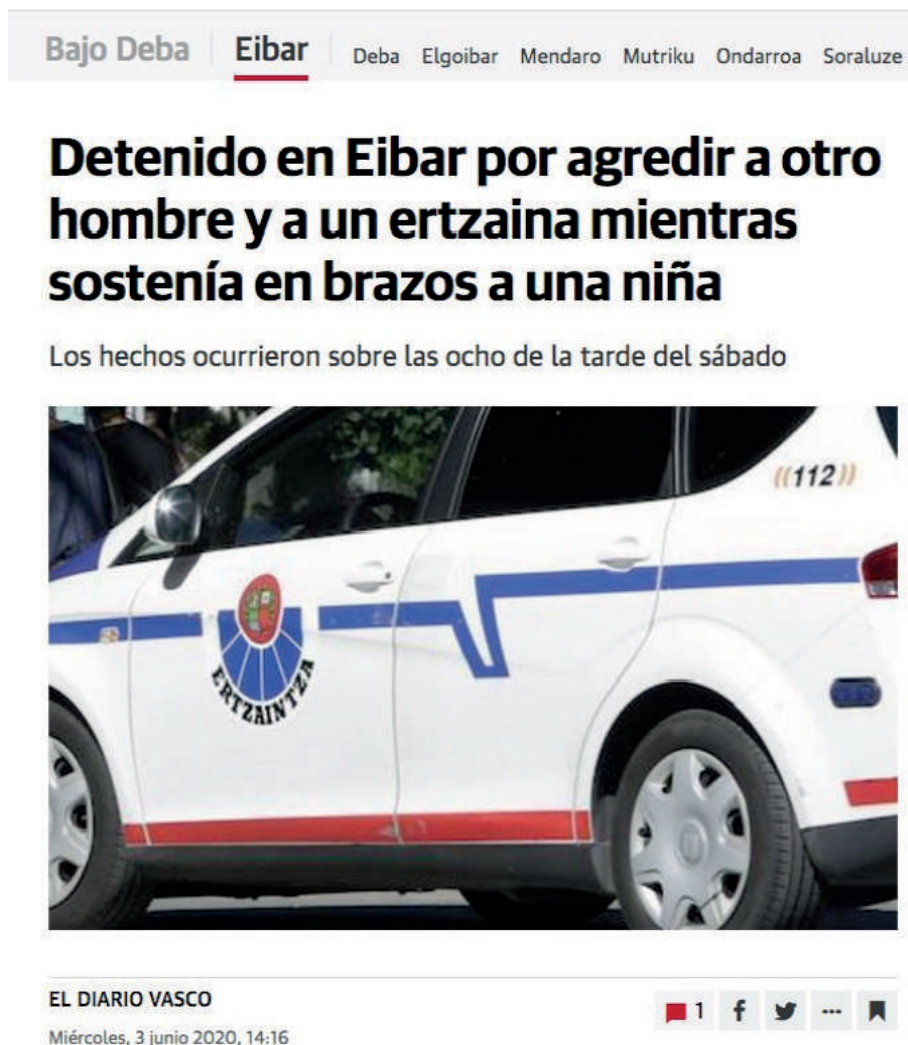 Bajo Deba Eibar Deba Elgoibar Mendaro Mutriku Ondarroa Soraluze
Detenido en Eibar por agredir a otro
hombre y a un ertzaina mientras
sostenía en brazos a una niña
Los hechos ocurrieron sobre las ocho de la tarde del sábado
((112))
ERTZAINTZA
EL DIARIO VASCO
1
Miércoles, 3 junio 2020, 14:16